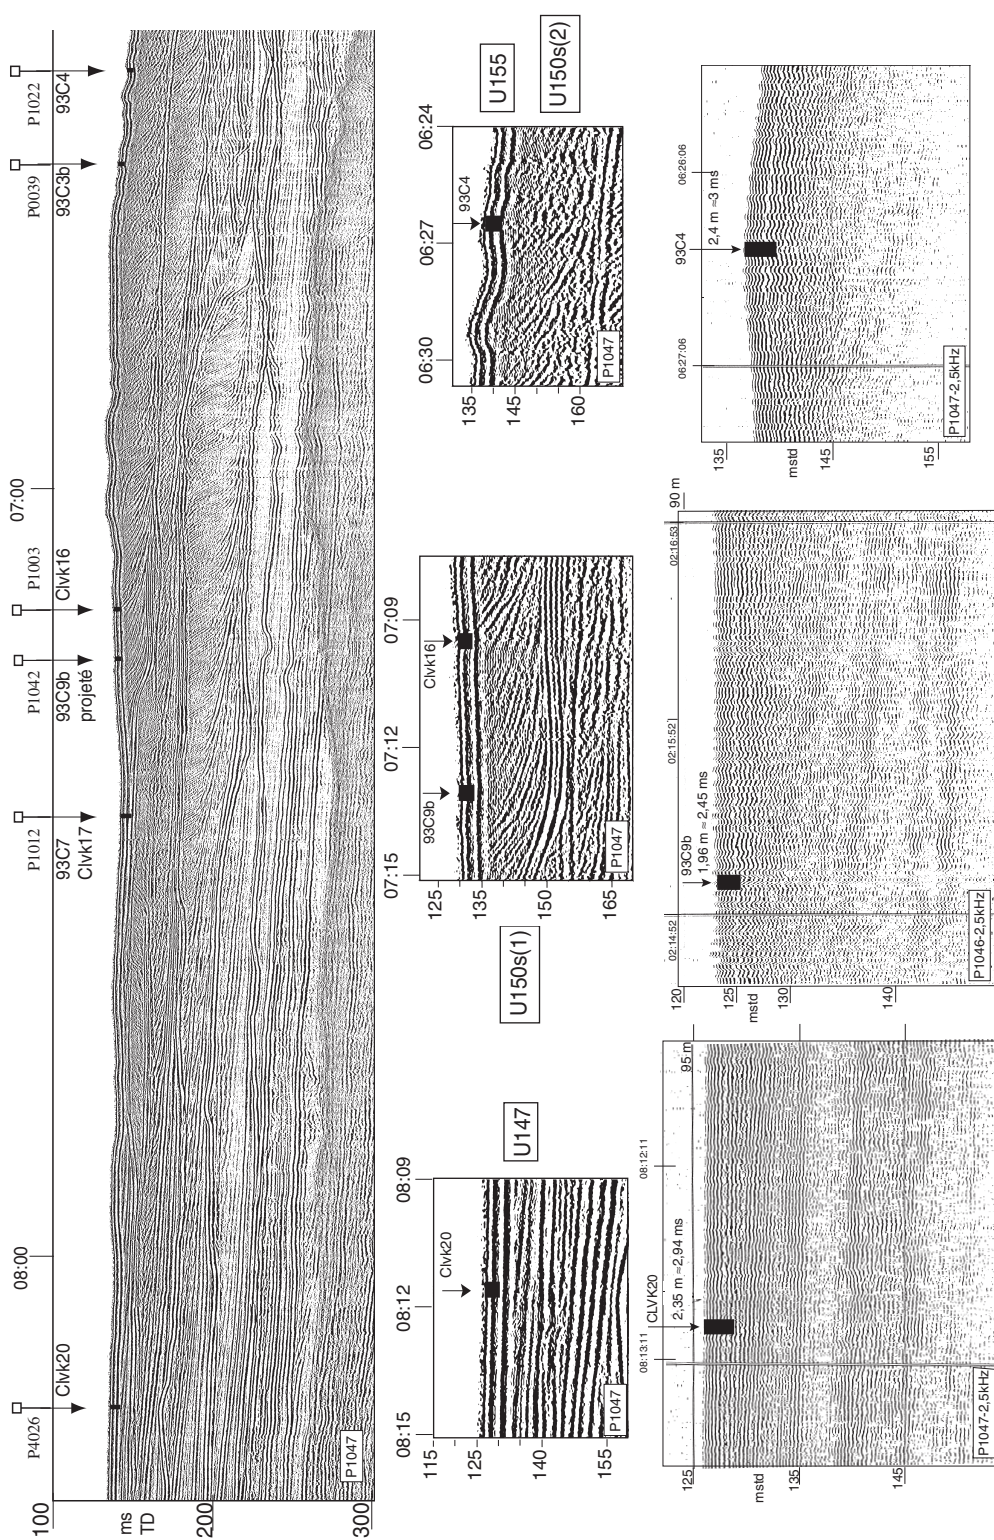 100
ms
TD
200
300
P4026
Clvk20
08:00
P1012
93C7
Clvk17
P1042
93C9b
projeté
P1003
Clvk16
07:00
P0039
93C3b
P1022
93C4
P1047
115
125
140
155
08:15
08:12
08:09
Clvk20
P1047
U147
U150s(1)
125
135
150
165
07:15
07:12
07:09
93C9b
Clvk16
P1047
135
145
160
06:30
06:27
06:24
93C4
P1047
U155
U150s(2)
125
mstd
135
145
08:13:11
CLVK20
2,35 m ≈2,94 ms
08:12:11
95 m
P1047-2,5kHz
120
125
mstd
130
140
02:14:52
93C9b
1,96 m ≈ 2,45 ms
02:15:52
02:16:53
90 m
P1046-2,5kHz
135
mstd
145
155
06:27:06
93C4
2,4 m ≈3 ms
06:26:06
P1047-2,5kHz